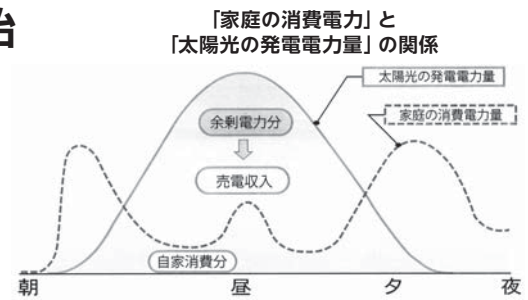 始
「家庭の消費電力」と
「太陽光の発電電力量」の関係
太陽光の発電電力量
家庭の消費電力量
余剰電力分
売電収入
自家消費分
朝 昼 夕 夜